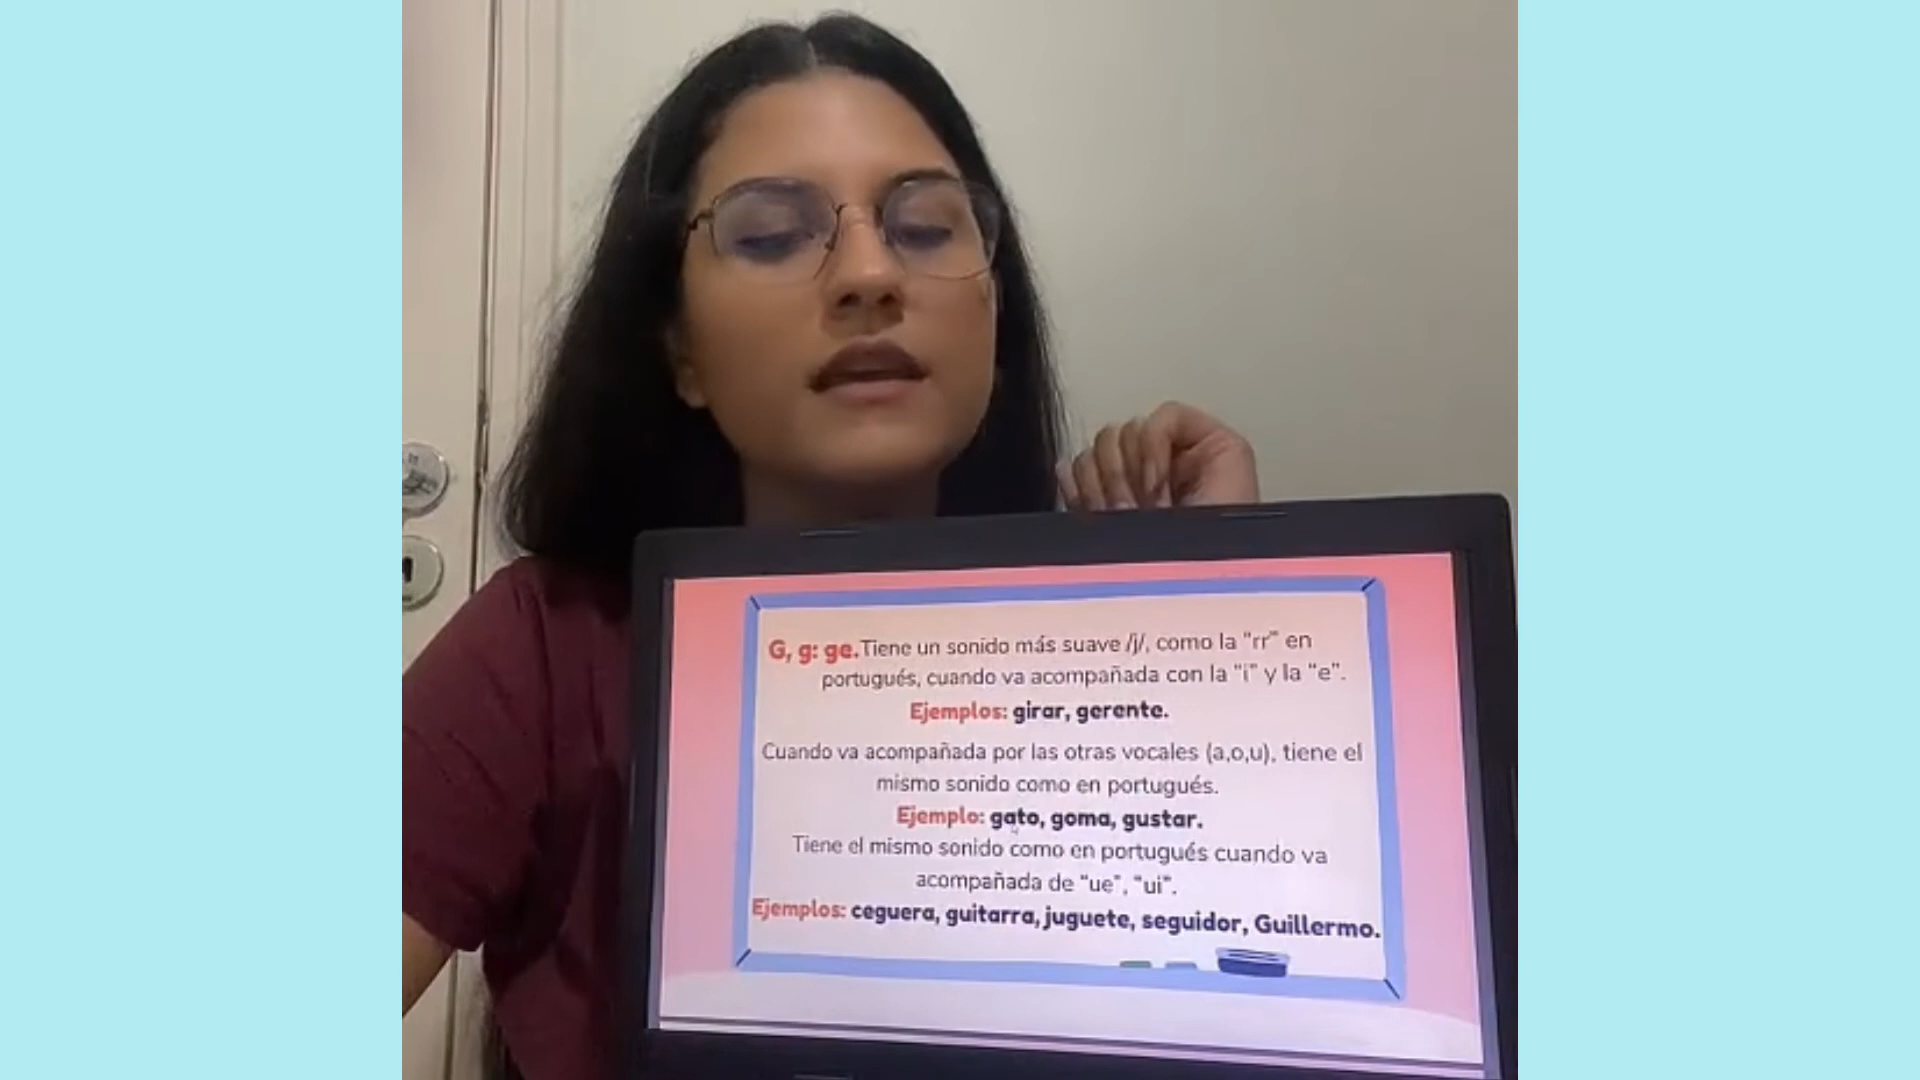 G, g: ge. Tiene un sonido más suave /j/, como la "rr" en
portugués, cuando va acompañada con la "i" y la "e".
Ejemplos: girar, gerente.
Cuando va acompañada por las otras vocales (a,o,u), tiene el
mismo sonido como en portugués.
Ejemplo: gato, goma, gustar.
Tiene el mismo sonido como en portugués cuando va
acompañada de "ue", "ui".
Ejemplos: ceguera, guitarra, juguete, seguidor, Guillermo.